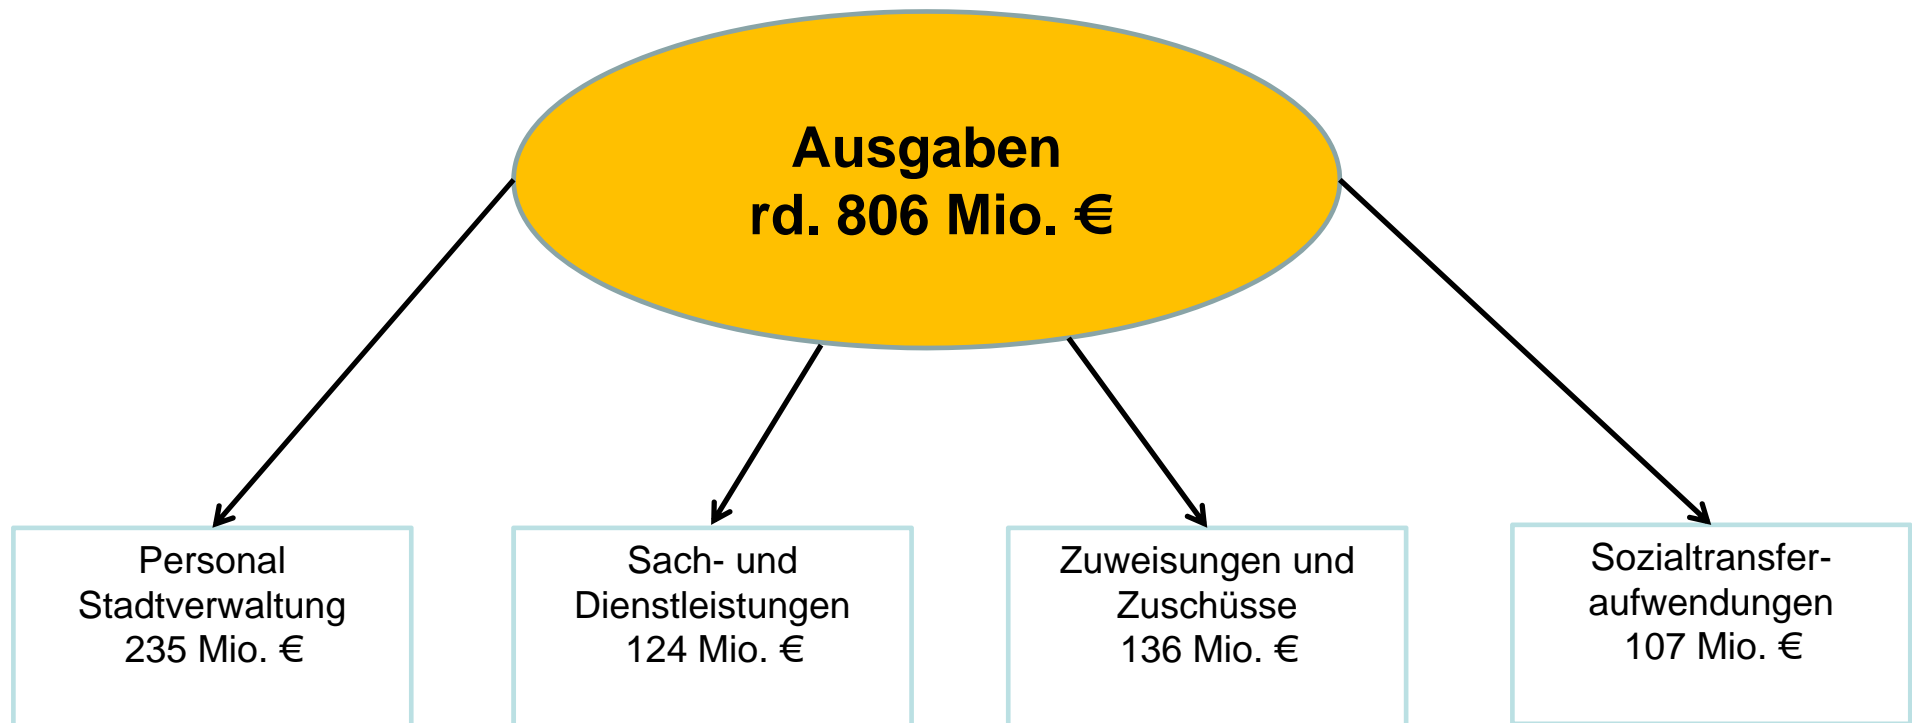 Ausgaben
rd. 806 Mio. €
Personal
Stadtverwaltung
235 Mio. €
Sach- und
Dienstleistungen
124 Mio. €
Zuweisungen und
Zuschüsse
136 Mio. €
Sozialtransfer-
aufwendungen
107 Mio. €